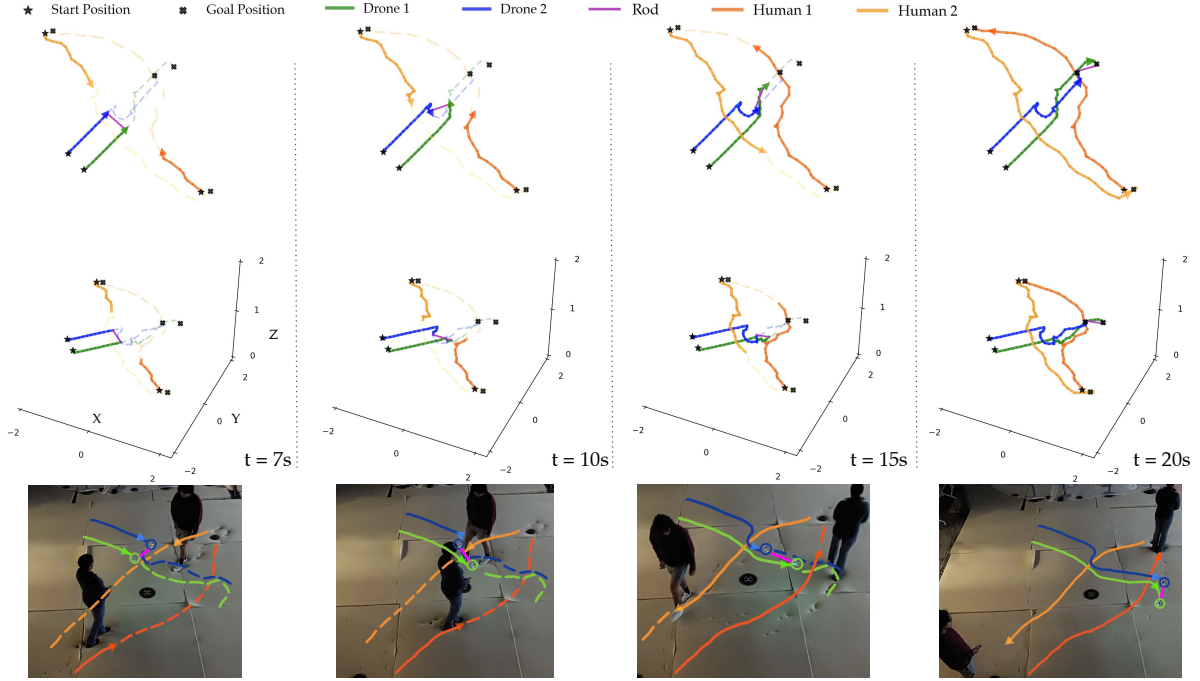 Start Position Goal Position Drone 1 Drone 2 Rod Human 1 Human 2
2 2 2 2
1 1 1 1
Z
0 0 0 0
2 2 2 2
X Y
−2 0 −2 0 −2 0 −2 0
0 −2 0 −2 0 −2 0 −2
t = 7s t = 10s t = 15s t = 20s
2 2 2 2